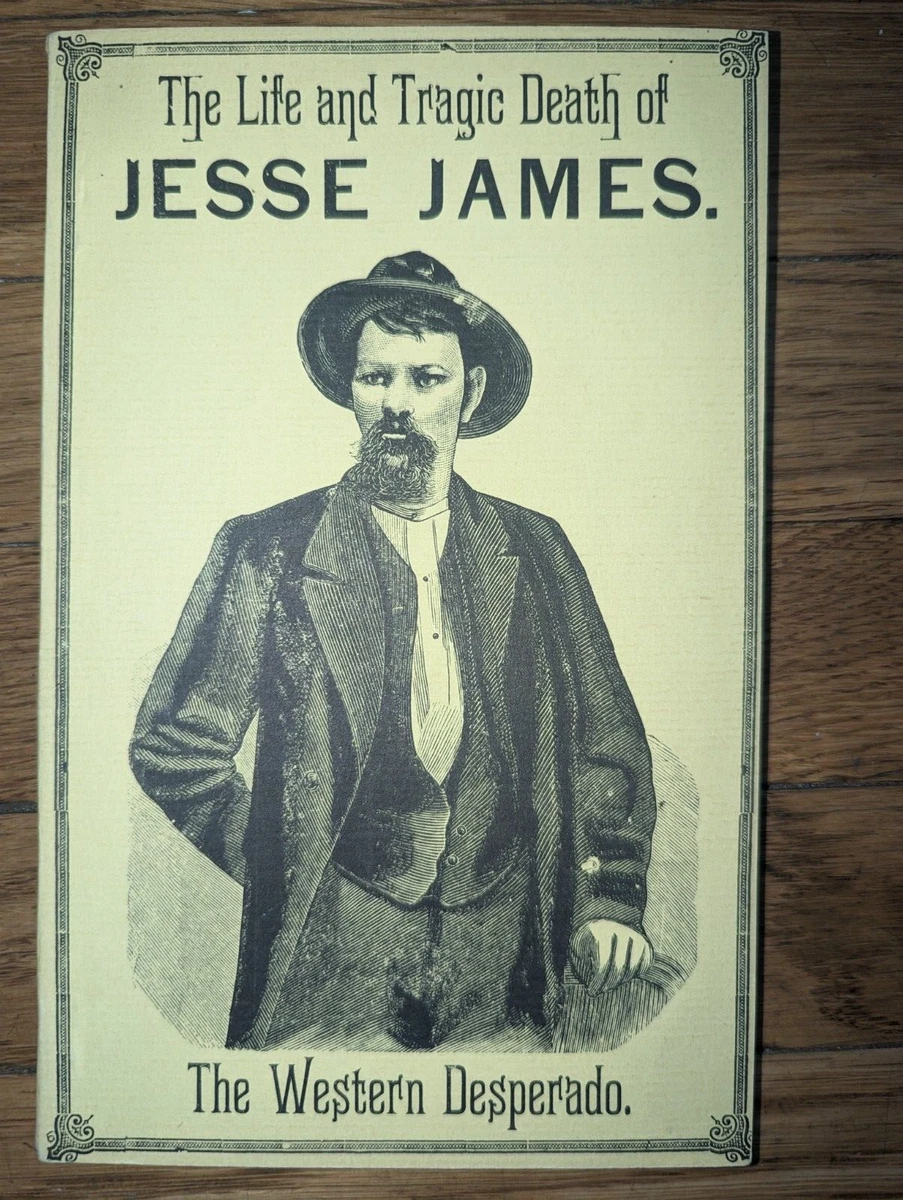 The Life and Tragic Death of
JESSE JAMES.
The Western Desperado.